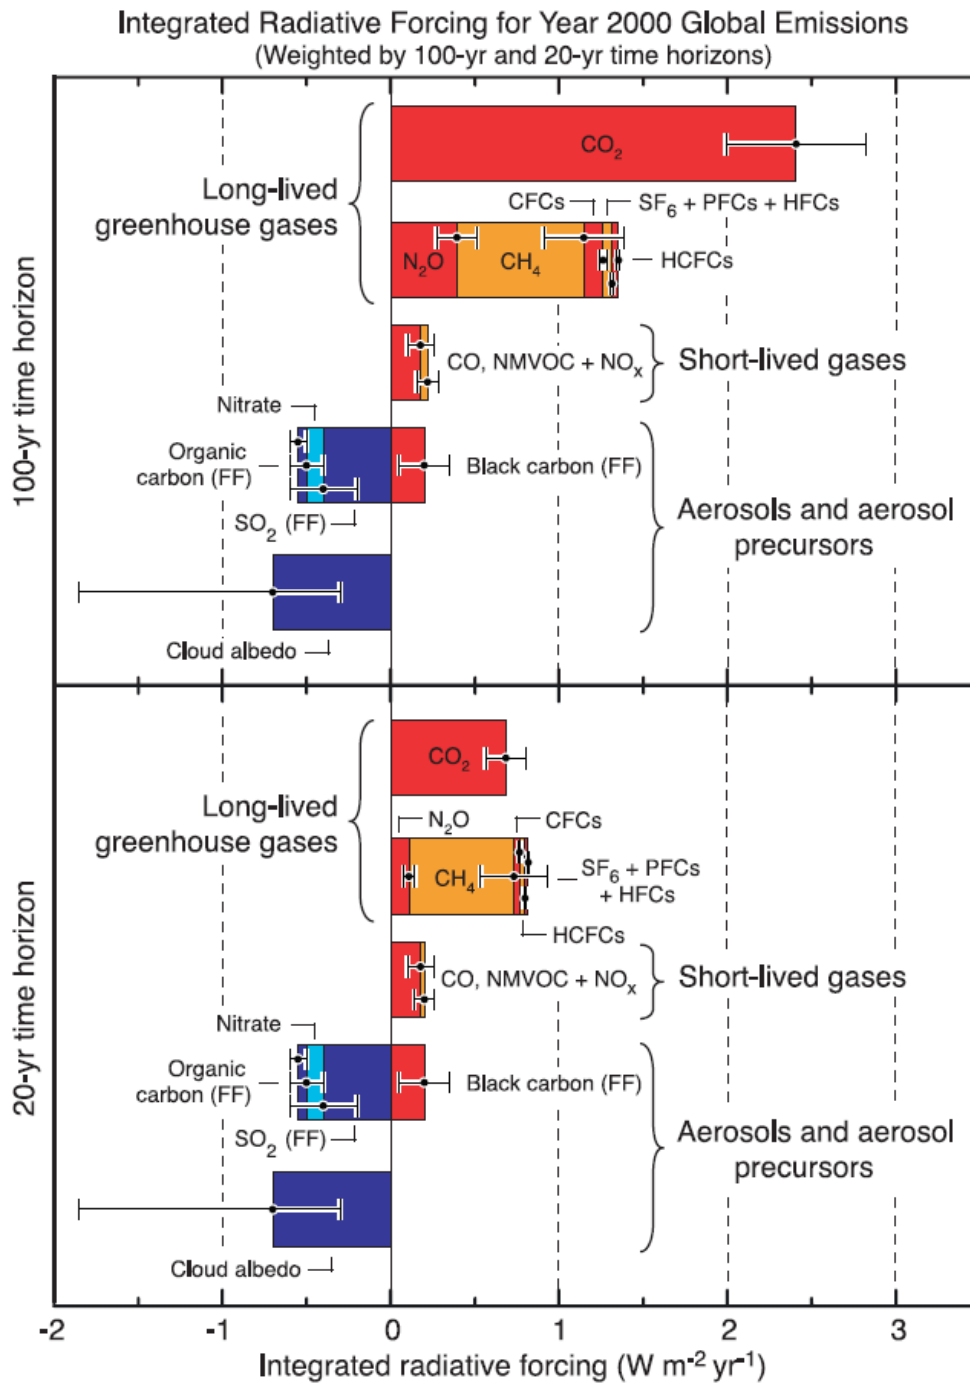 Integrated Radiative Forcing for Year 2000 Global Emissions
(Weighted by 100-yr and 20-yr time horizons)
100-yr time horizon
Long-lived
greenhouse gases
CO₂
CFCs
SF₆ + PFCs + HFCs
N₂O
CH₄
HCFCs
CO, NMVOC + NOₓ
Short-lived gases
Nitrate
Organic
carbon (FF)
SO₂ (FF)
Black carbon (FF)
Aerosols and aerosol
precursors
Cloud albedo
20-yr time horizon
Long-lived
greenhouse gases
CO₂
N₂O
CFCs
CH₄
SF₆ + PFCs
+ HFCs
HCFCs
CO, NMVOC + NOₓ
Short-lived gases
Nitrate
Organic
carbon (FF)
SO₂ (FF)
Black carbon (FF)
Aerosols and aerosol
precursors
Cloud albedo
-2 -1 0 1 2 3
Integrated radiative forcing (W m⁻² yr⁻¹)